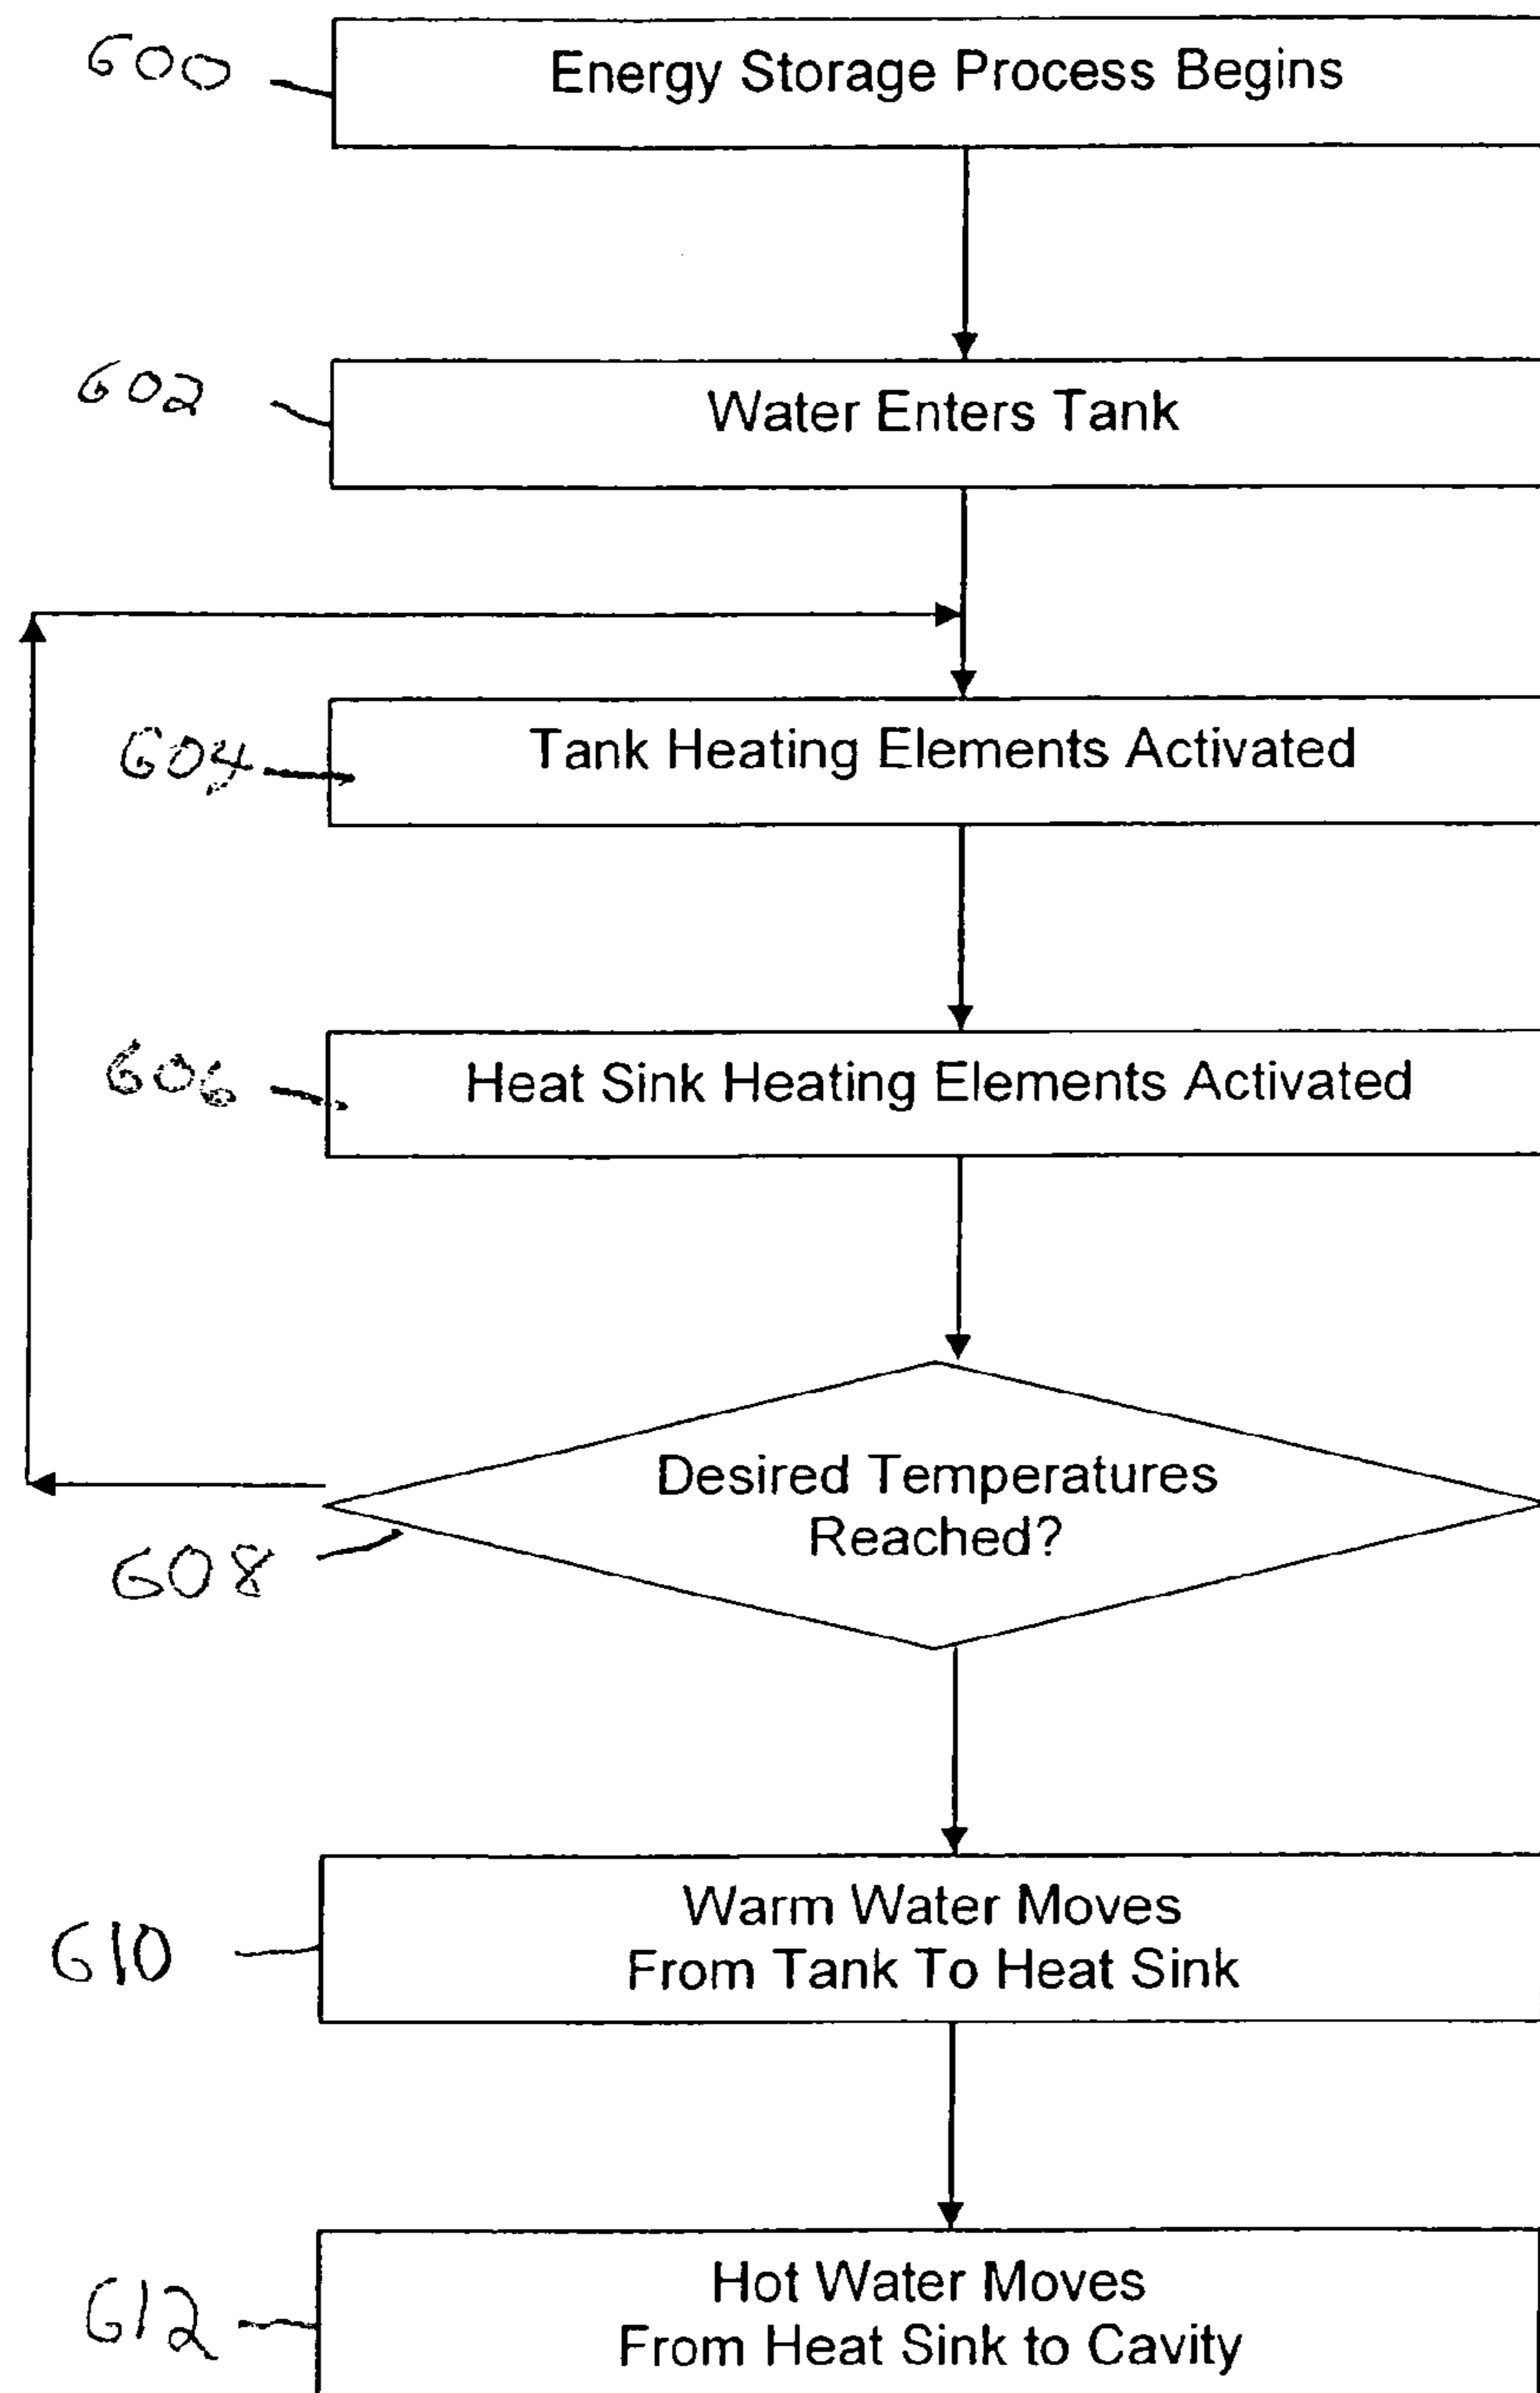 600
Energy Storage Process Begins
602
Water Enters Tank
604
Tank Heating Elements Activated
606
Heat Sink Heating Elements Activated
Desired Temperatures
Reached?
608
Warm Water Moves
From Tank To Heat Sink
610
Hot Water Moves
From Heat Sink to Cavity
612